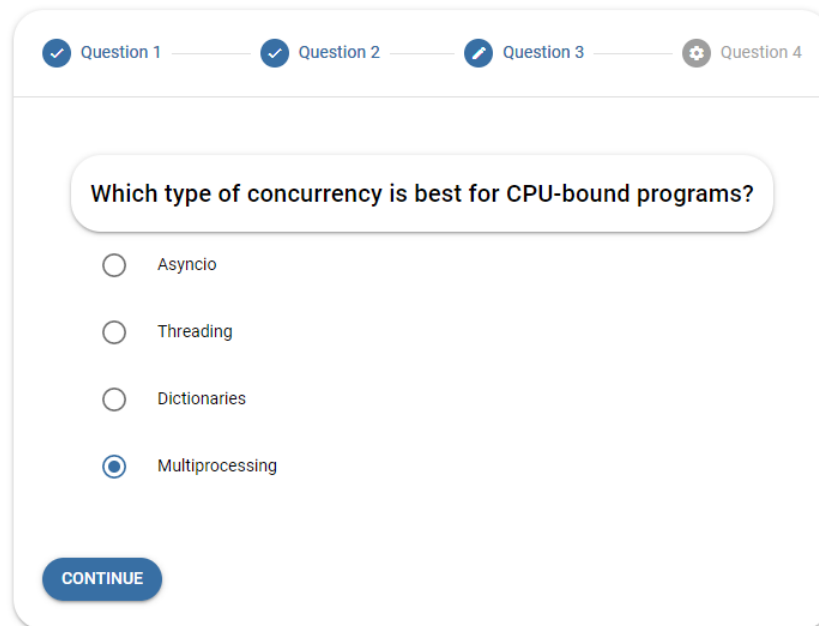 Question 1
Question 2
Question 3
Question 4
Which type of concurrency is best for CPU-bound programs?
Asyncio
Threading
Dictionaries
Multiprocessing
CONTINUE